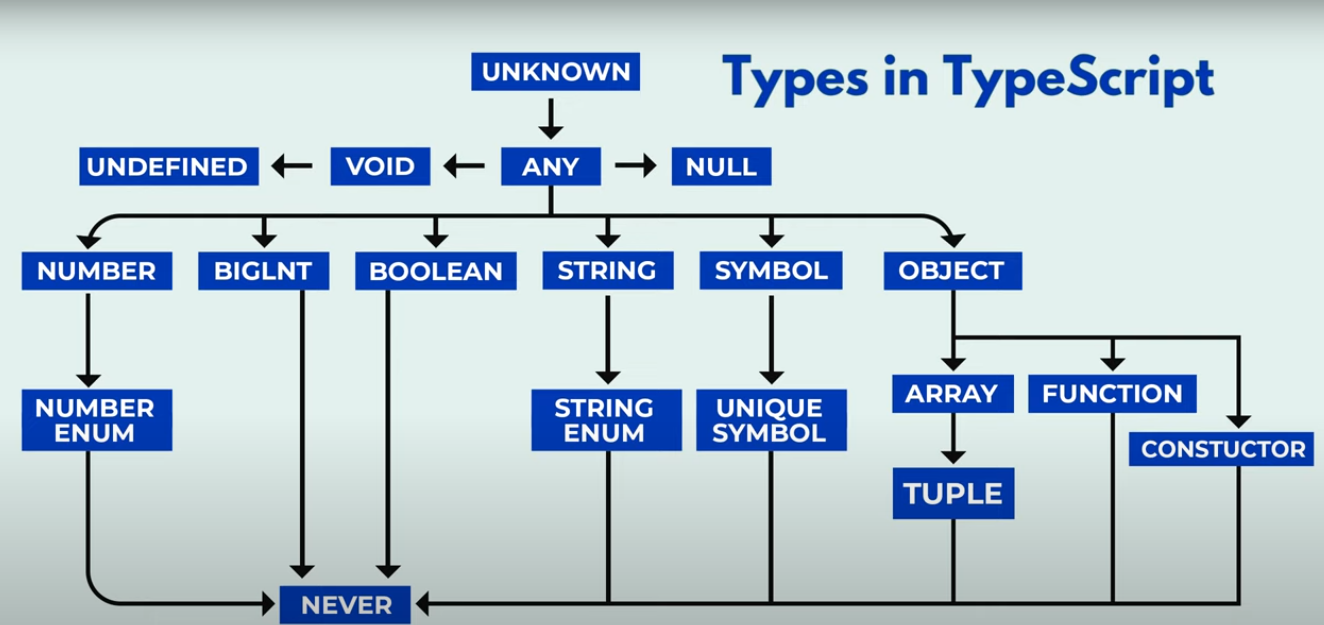 Types in TypeScript
UNKNOWN
UNDEFINED
VOID
ANY
NULL
NUMBER
BIGLNT
BOOLEAN
STRING
SYMBOL
OBJECT
NUMBER
ENUM
STRING
ENUM
UNIQUE
SYMBOL
ARRAY
FUNCTION
CONSTUCTOR
TUPLE
NEVER